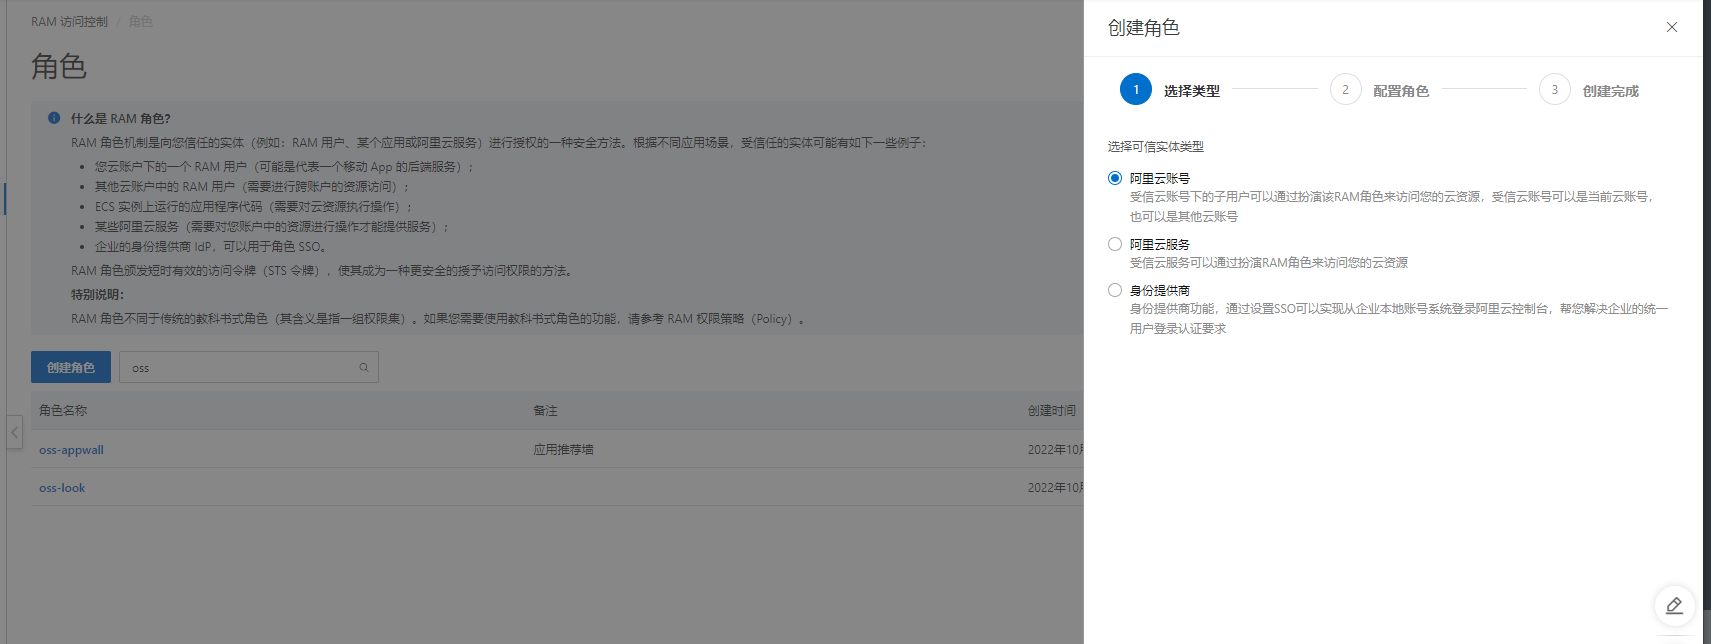 RAM 访问控制 / 角色
角色
什么是 RAM 角色?
RAM 角色机制是向您信任的实体（例如：RAM 用户、某个应用或阿里云服务）进行授权的一种安全方法。根据不同应用场景，受信任的实体可能有如下一些例子：
您云账户下的一个 RAM 用户（可能是代表一个移动 App 的后端服务）；
其他云账户中的 RAM 用户（需要进行跨账户的资源访问）；
ECS 实例上运行的应用程序代码（需要对云资源执行操作）；
某些阿里云服务（需要对您账户中的资源进行操作才能提供服务）；
企业的身份提供商 IdP，可以用于角色 SSO。
RAM 角色颁发短时有效的访问令牌（STS 令牌），使其成为一种更安全的授予访问权限的方法。
特别说明：
RAM 角色不同于传统的教科书式角色（其含义是指一组权限集）。如果您需要使用教科书式角色的功能，请参考 RAM 权限策略（Policy）。
创建角色
oss
角色名称 备注 创建时间
oss-appwall 应用推荐墙 2022年10月
oss-look 2022年10月
创建角色
1 选择类型 2 配置角色 3 创建完成
选择可信实体类型
阿里云账号
受信云账号下的子用户可以通过扮演该RAM角色来访问您的云资源，受信云账号可以是当前云账号，
也可以是其他云账号
阿里云服务
受信云服务可以通过扮演RAM角色来访问您的云资源
身份提供商
身份提供商功能，通过设置SSO可以实现从企业本地账号系统登录阿里云控制台，帮您解决企业的统一
用户登录认证要求